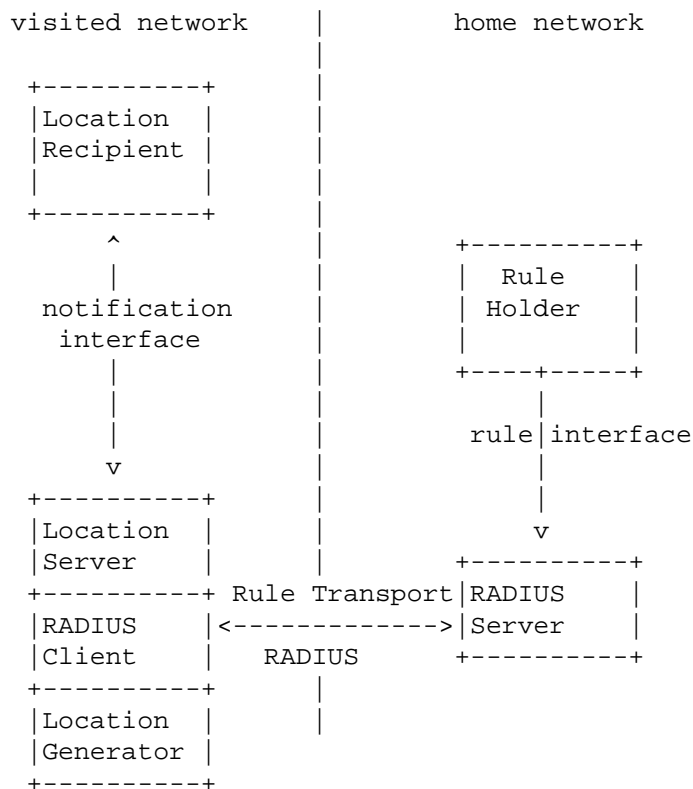 visited network | home network
Location
Recipient
Rule
Holder
notification
interface
rule|interface
Location
Server
Rule Transport
RADIUS
Server
RADIUS
Client
RADIUS
Location
Generator